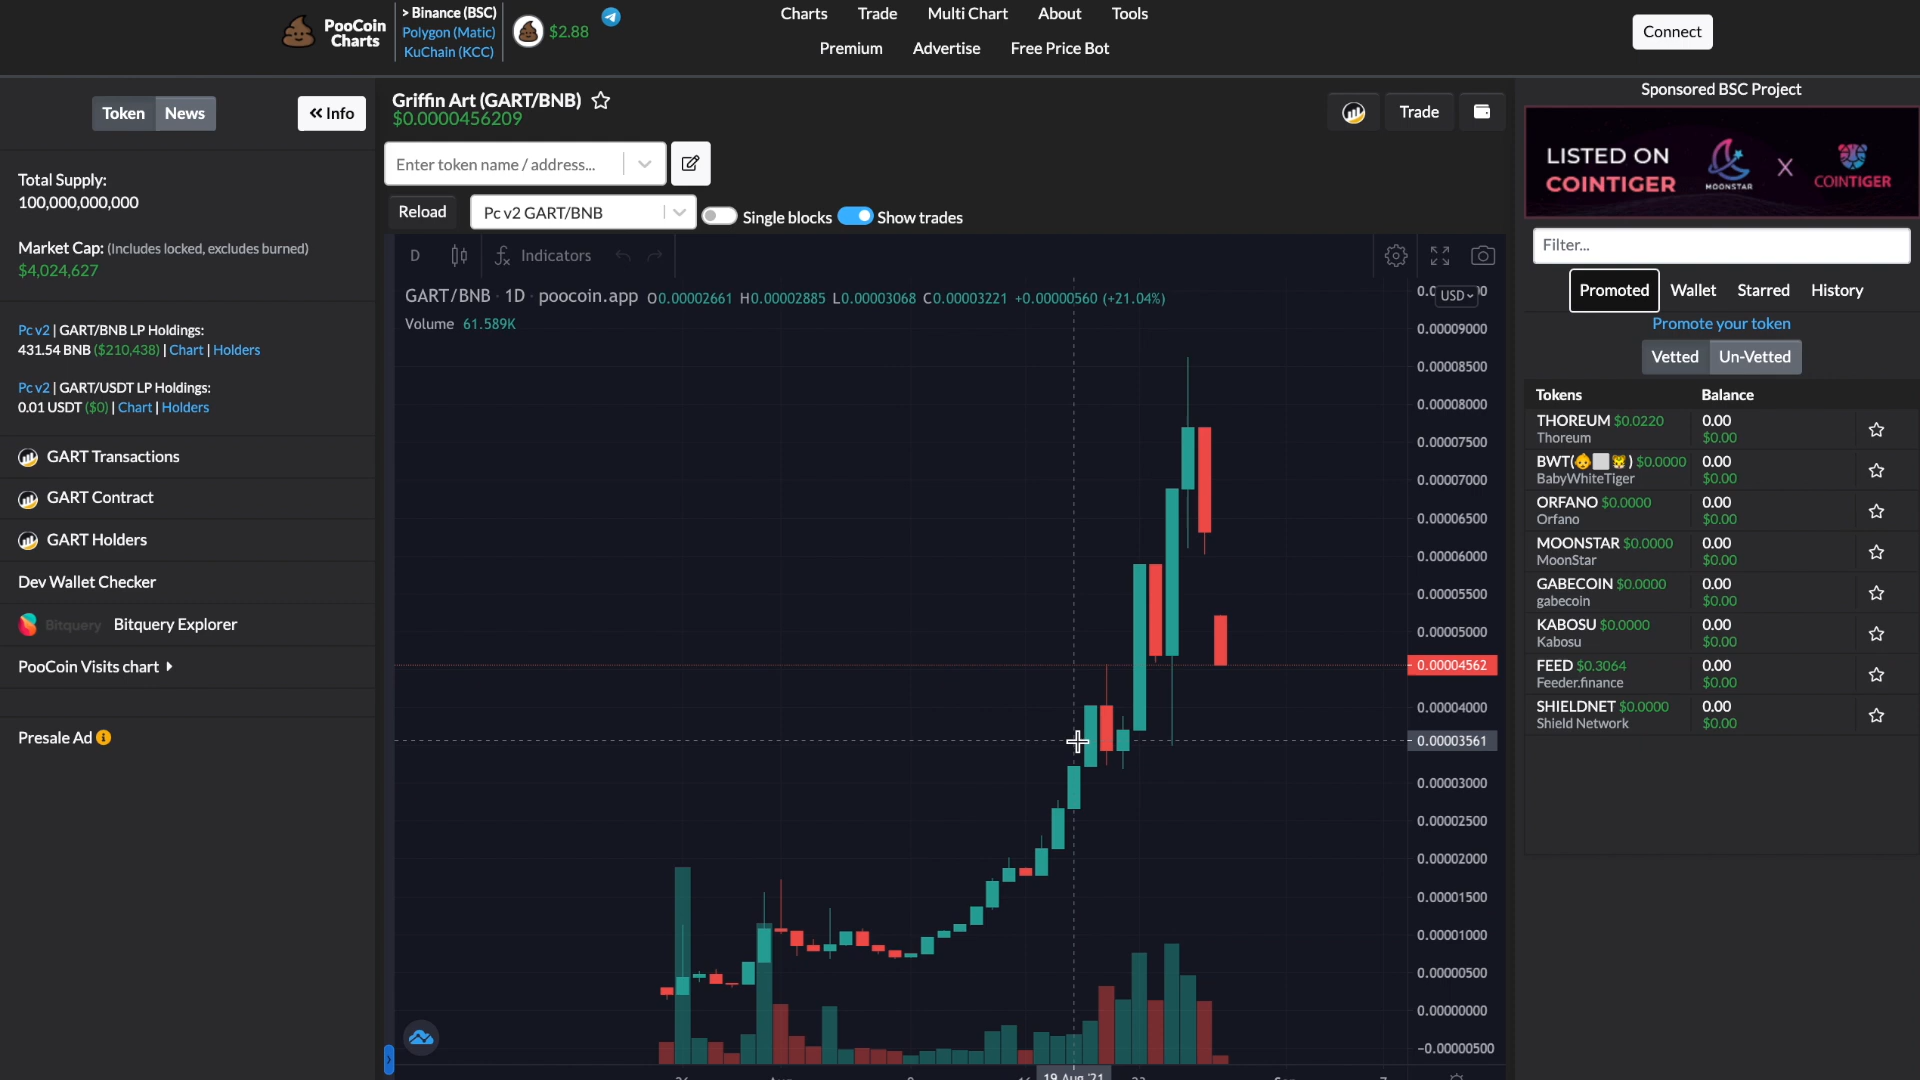 PooCoin
Charts
> Binance (BSC)
Polygon (Matic)
KuChain (KCC)
$2.88
Charts Trade Multi Chart About Tools
Premium Advertise Free Price Bot
Connect
Token News
« Info
Total Supply:
100,000,000,000
Market Cap: (Includes locked, excludes burned)
$4,024,627
Pc v2 | GART/BNB LP Holdings:
431.54 BNB ($210,438) | Chart | Holders
Pc v2 | GART/USDT LP Holdings:
0.01 USDT ($0) | Chart | Holders
GART Transactions
GART Contract
GART Holders
Dev Wallet Checker
Bitquery Bitquery Explorer
PooCoin Visits chart
Presale Ad
Griffin Art (GART/BNB)
$0.0000456209
Trade
Enter token name / address...
Reload
Pc v2 GART/BNB
Single blocks
Show trades
D
Indicators
GART/BNB · 1D · poocoin.app O0.00002661 H0.00002885 L0.00003068 C0.00003221 +0.00000560 (+21.04%)
Volume 61.589K
USD
0.00009000
0.00008500
0.00008000
0.00007500
0.00007000
0.00006500
0.00006000
0.00005500
0.00005000
0.00004562
0.00004000
0.00003561
0.00003000
0.00002500
0.00002000
0.00001500
0.00001000
0.00000500
0.00000000
-0.00000500
19 Aug '21
Sponsored BSC Project
LISTED ON
COINTIGER
MOONSTAR
X
COINTIGER
Filter...
Promoted Wallet Starred History
Promote your token
Vetted Un-Vetted
Tokens Balance
THOREUM $0.0220 0.00
Thoreum $0.00
BWT(👶⬜🐯) $0.0000 0.00
BabyWhiteTiger $0.00
ORFANO $0.0000 0.00
Orfano $0.00
MOONSTAR $0.0000 0.00
MoonStar $0.00
GABECOIN $0.0000 0.00
gabecoin $0.00
KABOSU $0.0000 0.00
Kabosu $0.00
FEED $0.3064 0.00
Feeder.finance $0.00
SHIELDNET $0.0000 0.00
Shield Network $0.00